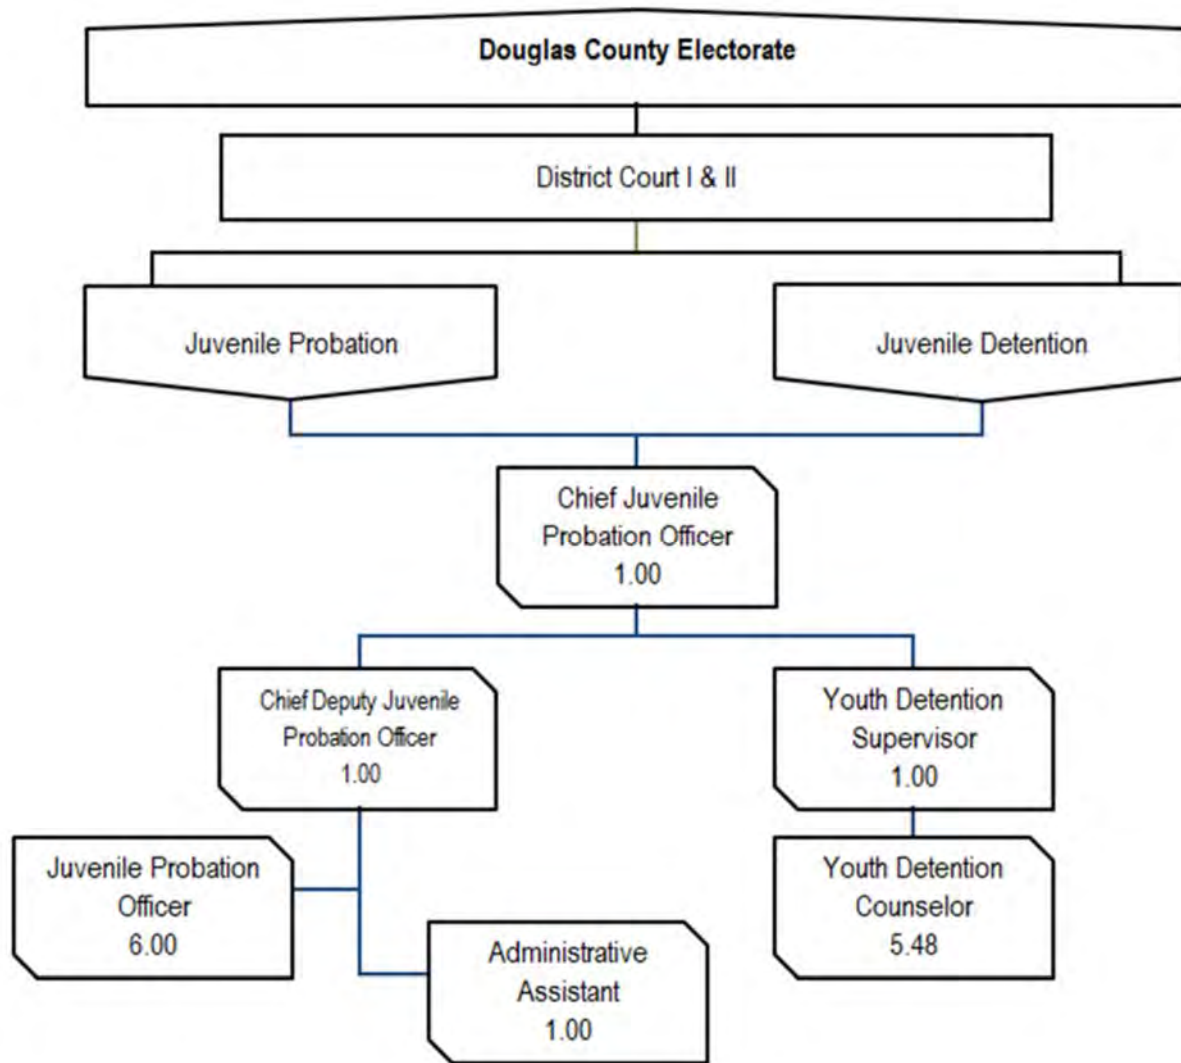 Douglas County Electorate
District Court I & II
Juvenile Probation
Juvenile Detention
Chief Juvenile
Probation Officer
1.00
Chief Deputy Juvenile
Probation Officer
1.00
Youth Detention
Supervisor
1.00
Juvenile Probation
Officer
6.00
Administrative
Assistant
1.00
Youth Detention
Counselor
5.48